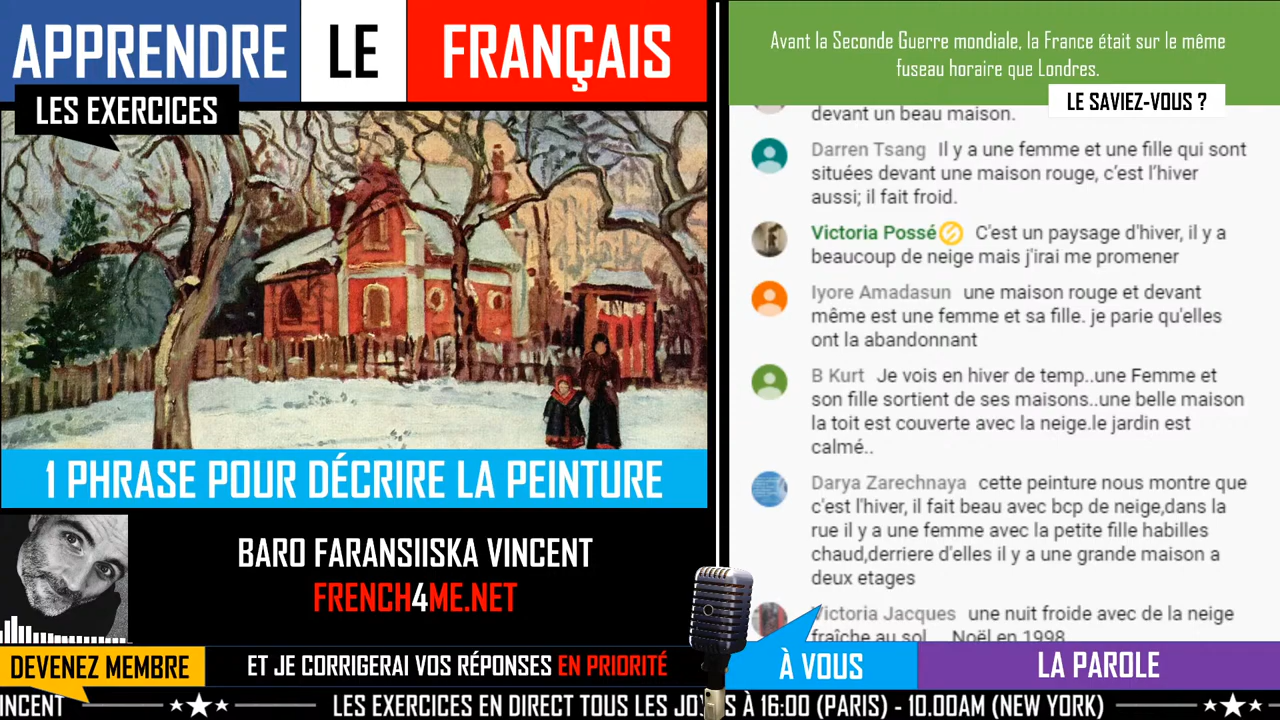 APPRENDRE LE FRANÇAIS
LES EXERCICES
1 PHRASE POUR DÉCRIRE LA PEINTURE
BARO FARANSIISKA VINCENT
FRENCH4ME.NET
DEVENEZ MEMBRE
ET JE CORRIGERAI VOS RÉPONSES EN PRIORITÉ
Avant la Seconde Guerre mondiale, la France était sur le même
fuseau horaire que Londres.
LE SAVIEZ-VOUS ?
devant un beau maison.
Darren Tsang Il y a une femme et une fille qui sont
situées devant une maison rouge, c’est l’hiver
aussi; il fait froid.
Victoria Possé C'est un paysage d'hiver, il y a
beaucoup de neige mais j'irai me promener
Iyore Amadasun une maison rouge et devant
même est une femme et sa fille. je parie qu'elles
ont la abandonnant
B Kurt Je vois en hiver de temp..une Femme et
son fille sortient de ses maisons..une belle maison
la toit est couverte avec la neige.le jardin est
calmé..
Darya Zarechnaya cette peinture nous montre que
c'est l'hiver, il fait beau avec bcp de neige,dans la
rue il y a une femme avec la petite fille habilles
chaud,derriere d'elles il y a une grande maison a
deux etages
Victoria Jacques une nuit froide avec de la neige
fraîche au sol... Noël en 1998
À VOUS LA PAROLE
INCENT LES EXERCICES EN DIRECT TOUS LES À 16:00 (PARIS) - 10.00AM (NEW YORK)